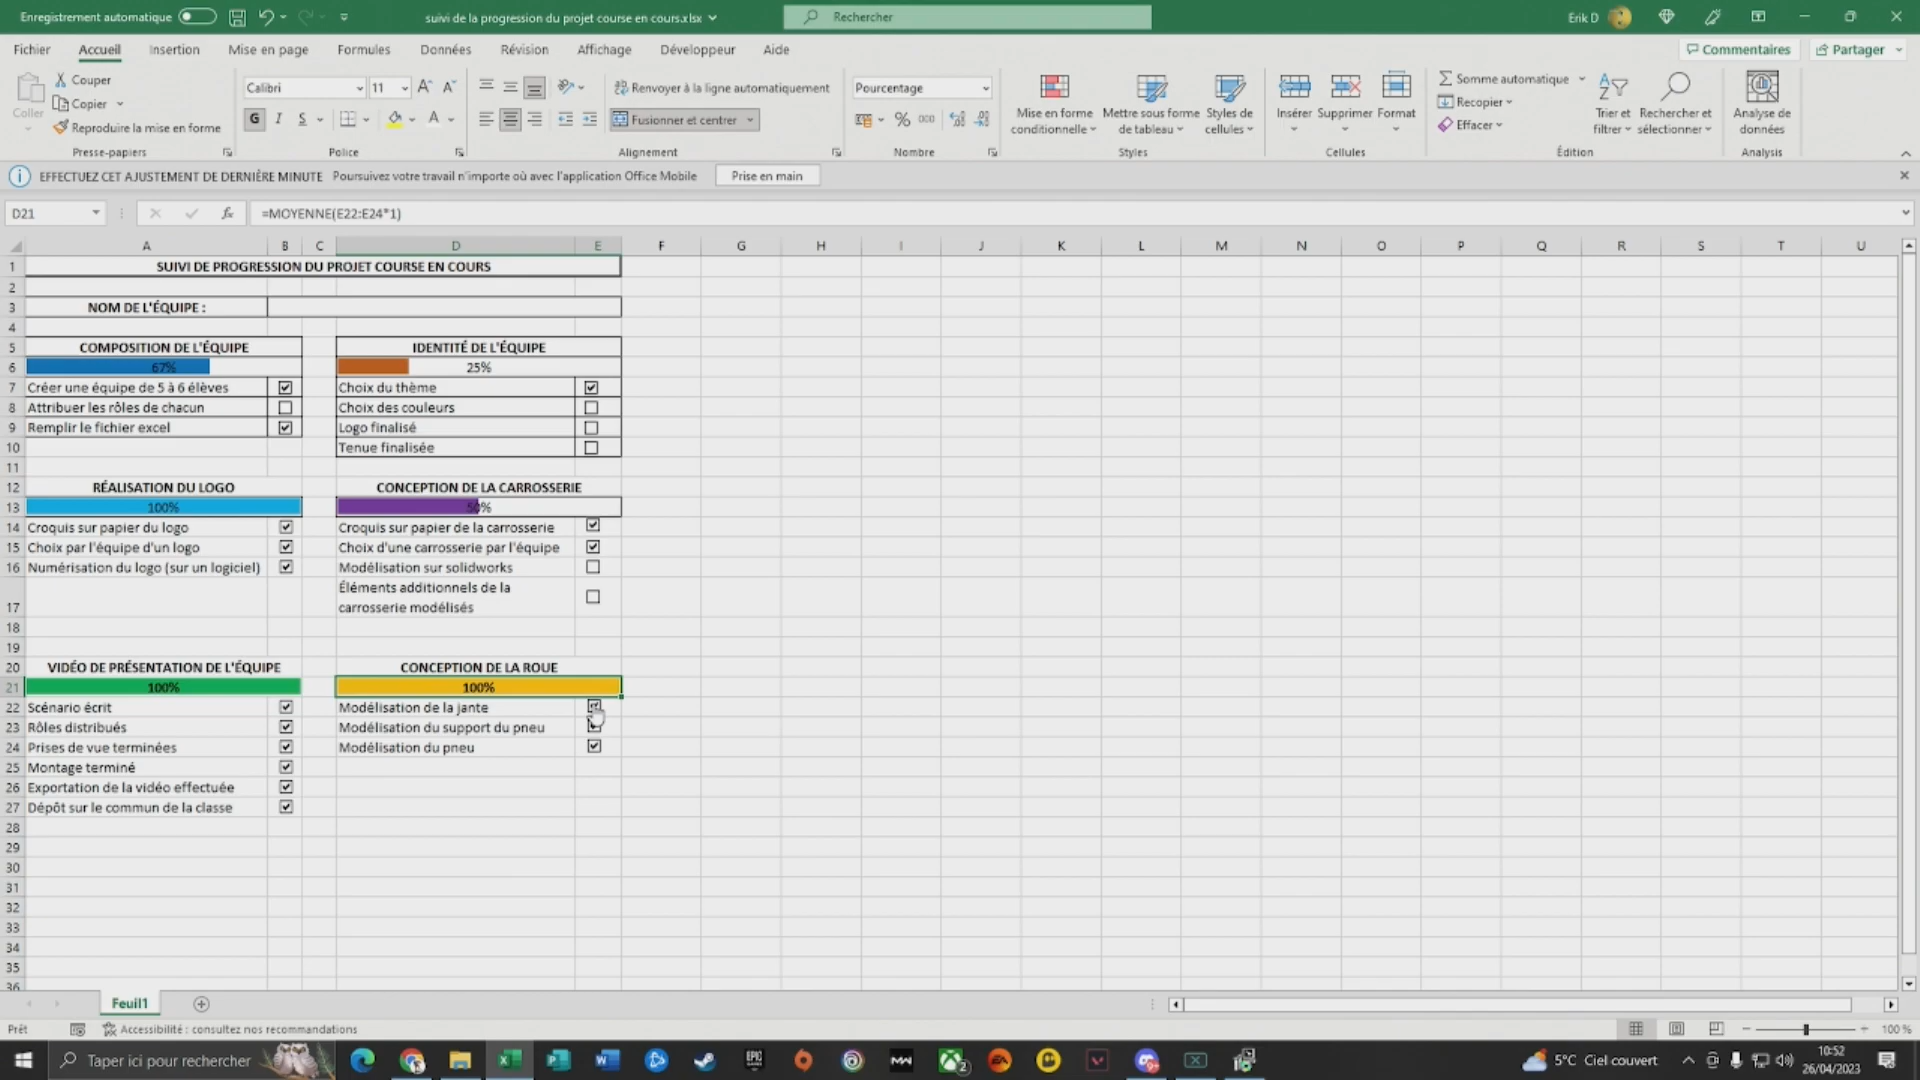 Enregistrement automatique
suivi de la progression du projet course en cours.xlsx
Rechercher
Erik D
Fichier Accueil Insertion Mise en page Formules Données Révision Affichage Développeur Aide
Commentaires Partager
Coller
Couper
Copier
Reproduire la mise en forme
Presse-papiers
Calibri 11
G I S
Police
Renvoyer à la ligne automatiquement
Fusionner et centrer
Alignement
Pourcentage
% 000
Nombre
Mise en forme conditionnelle
Mettre sous forme de tableau
Styles de cellules
Styles
Insérer Supprimer Format
Cellules
Somme automatique
Recopier
Effacer
Trier et filtrer
Rechercher et sélectionner
Édition
Analyse de données
Analysis
EFFECTUEZ CET AJUSTEMENT DE DERNIÈRE MINUTE Poursuivez votre travail n'importe où avec l'application Office Mobile Prise en main
D21 fx =MOYENNE(E22:E24*1)
A B C D E F G H I J K L M N O P Q R S T U
1 SUIVI DE PROGRESSION DU PROJET COURSE EN COURS
2
3 NOM DE L'ÉQUIPE :
4
5 COMPOSITION DE L'ÉQUIPE IDENTITÉ DE L'ÉQUIPE
6 67% 25%
7 Créer une équipe de 5 à 6 élèves Choix du thème
8 Attribuer les rôles de chacun Choix des couleurs
9 Remplir le fichier excel Logo finalisé
10 Tenue finalisée
11
12 RÉALISATION DU LOGO CONCEPTION DE LA CARROSSERIE
13 100% 50%
14 Croquis sur papier du logo Croquis sur papier de la carrosserie
15 Choix par l'équipe d'un logo Choix d'une carrosserie par l'équipe
16 Numérisation du logo (sur un logiciel) Modélisation sur solidworks
Éléments additionnels de la
17 carrosserie modélisés
18
19
20 VIDÉO DE PRÉSENTATION DE L'ÉQUIPE CONCEPTION DE LA ROUE
21 100% 100%
22 Scénario écrit Modélisation de la jante
23 Rôles distribués Modélisation du support du pneu
24 Prises de vue terminées Modélisation du pneu
25 Montage terminé
26 Exportation de la vidéo effectuée
27 Dépôt sur le commun de la classe
28
29
30
31
32
33
34
35
36
Feuil1
Prêt Accessibilité : consultez nos recommandations 100 %
Taper ici pour rechercher
EPIC
5°C Ciel couvert
10:52
26/04/2023